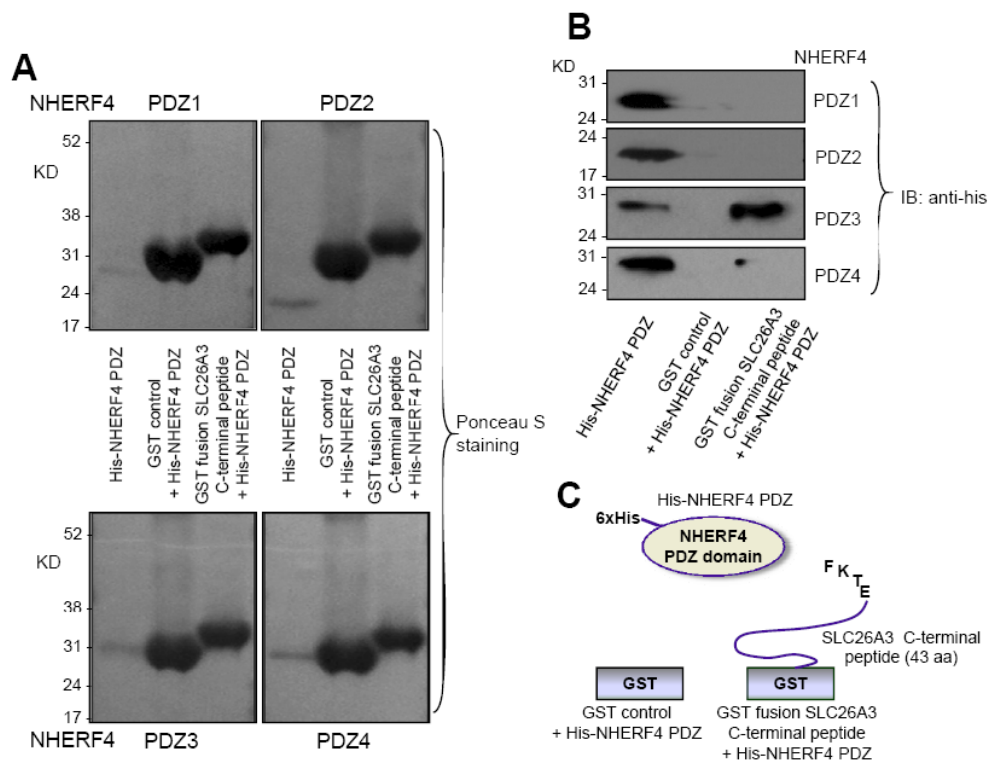 A
NHERF4 PDZ1 PDZ2
52
KD
38
31
24
17
His-NHERF4 PDZ
GST control
+ His-NHERF4 PDZ
GST fusion SLC26A3
C-terminal peptide
+ His-NHERF4 PDZ
His-NHERF4 PDZ
GST control
+ His-NHERF4 PDZ
GST fusion SLC26A3
C-terminal peptide
+ His-NHERF4 PDZ
Ponceau S
staining
52
KD
38
31
24
17
NHERF4 PDZ3 PDZ4
B
KD NHERF4
31
24
PDZ1
24
17
PDZ2
31
24
PDZ3
31
24
PDZ4
IB: anti-his
His-NHERF4 PDZ
GST control
+ His-NHERF4 PDZ
GST fusion SLC26A3
C-terminal peptide
+ His-NHERF4 PDZ
C
His-NHERF4 PDZ
6xHis
NHERF4
PDZ domain
F K T E
SLC26A3 C-terminal
peptide (43 aa)
GST
GST control
+ His-NHERF4 PDZ
GST
GST fusion SLC26A3
C-terminal peptide
+ His-NHERF4 PDZ